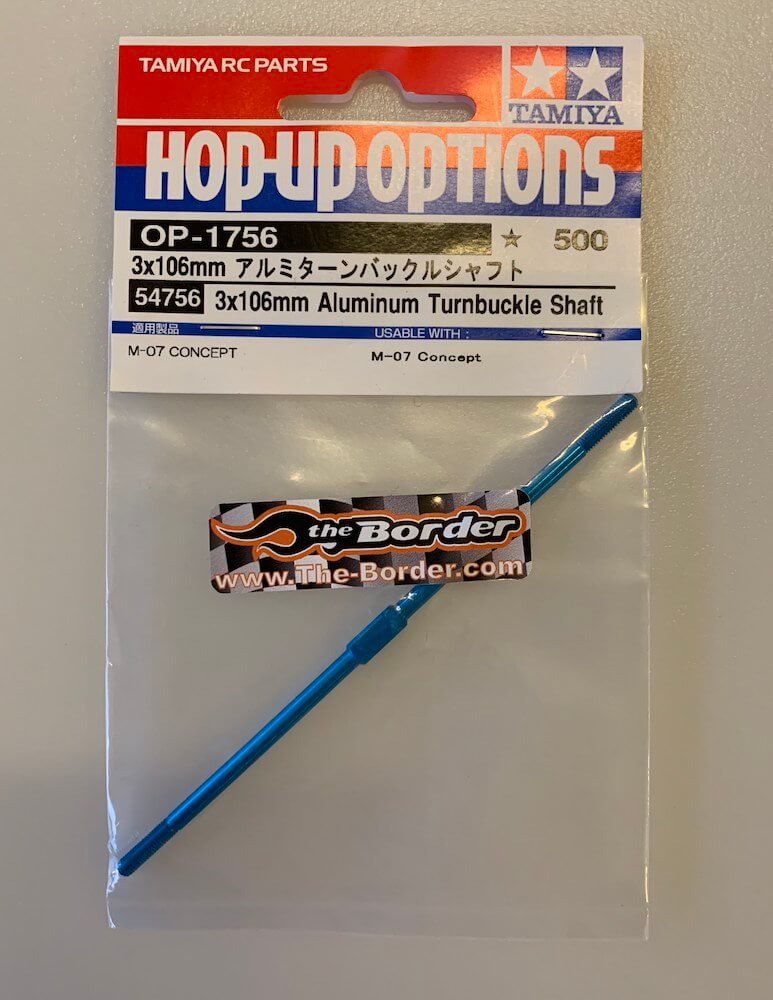 TAMIYA RC PARTS
TAMIYA
HOP-UP OPTIONS
OP-1756 ☆ 500
3x106mm アルミターンバックルシャフト
54756 3x106mm Aluminum Turnbuckle Shaft
適用製品 USABLE WITH :
M-07 CONCEPT M-07 Concept
the Border
www.The-Border.com